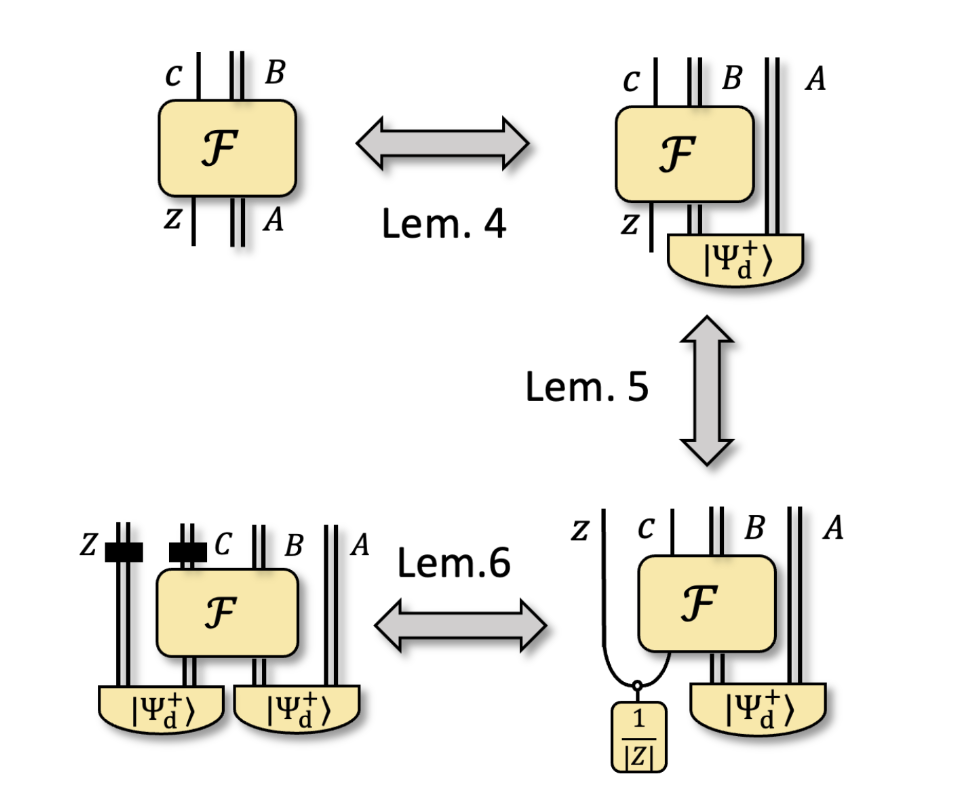 c B
ℱ
z A
Lem. 4
c B A
ℱ
z
|Ψ_d^+⟩
Lem. 5
Z C B A
ℱ
|Ψ_d^+⟩ |Ψ_d^+⟩
Lem.6
z c B A
ℱ
|Ψ_d^+⟩
1
|Z|